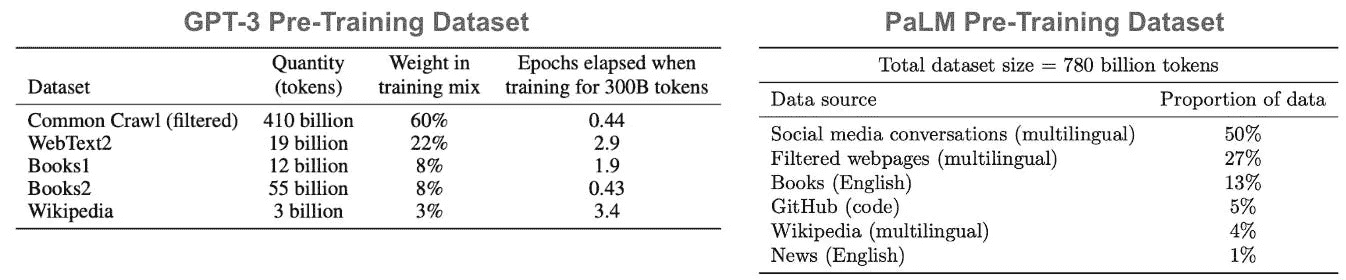 GPT-3 Pre-Training Dataset
Quantity Weight in Epochs elapsed when
Dataset (tokens) training mix training for 300B tokens
Common Crawl (filtered) 410 billion 60% 0.44
WebText2 19 billion 22% 2.9
Books1 12 billion 8% 1.9
Books2 55 billion 8% 0.43
Wikipedia 3 billion 3% 3.4
PaLM Pre-Training Dataset
Total dataset size = 780 billion tokens
Data source Proportion of data
Social media conversations (multilingual) 50%
Filtered webpages (multilingual) 27%
Books (English) 13%
GitHub (code) 5%
Wikipedia (multilingual) 4%
News (English) 1%